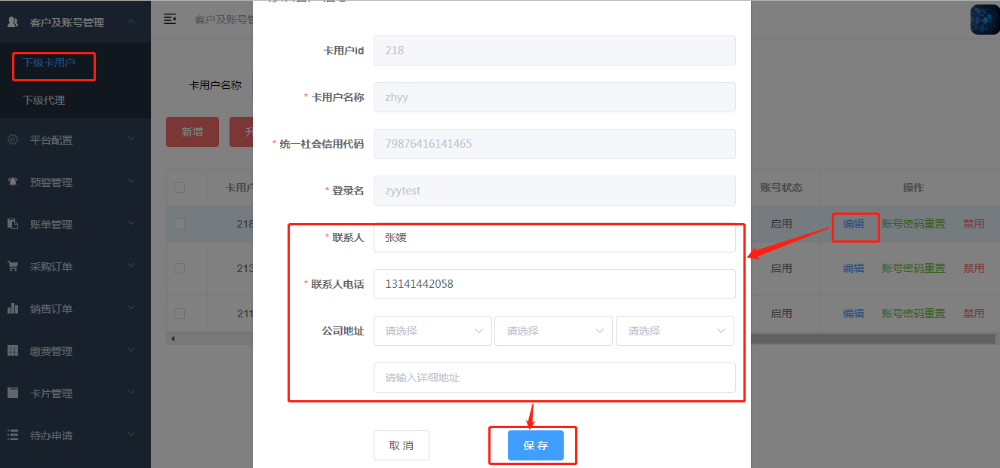 客户及账号管理
下级卡用户
下级代理
平台配置
预警管理
账单管理
采购订单
销售订单
缴费管理
卡片管理
待办申请
客户及账号管
卡用户名称
新增
卡用户
218
213
211
卡用户id
218
* 卡用户名称
zhyy
* 统一社会信用代码
79876416141465
* 登录名
zyytest
* 联系人
张媛
* 联系人电话
13141442058
公司地址
请选择 请选择 请选择
请输入详细地址
取 消
保 存
账号状态 操作
启用 编辑 账号密码重置 禁用
启用 编辑 账号密码重置 禁用
启用 编辑 账号密码重置 禁用